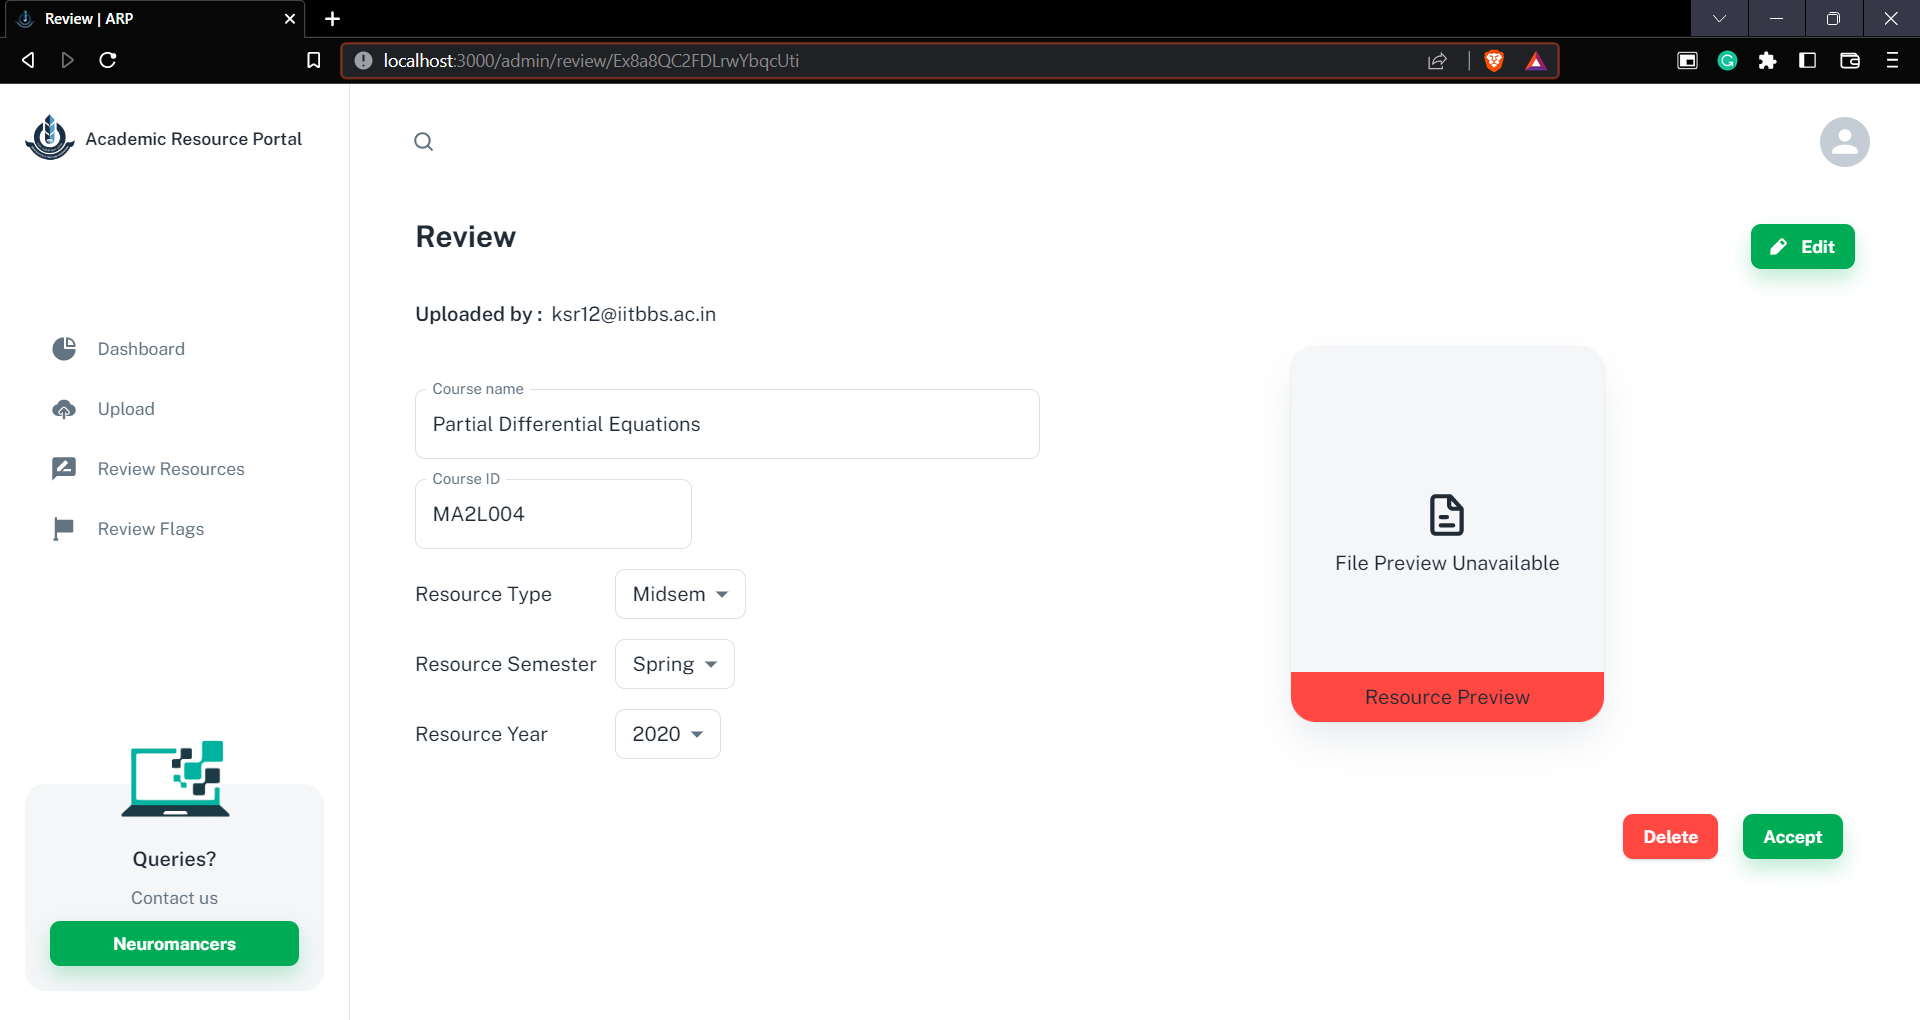 Review | ARP
localhost:3000/admin/review/Ex8a8QC2FDLrwYbqcUti
Academic Resource Portal
Review
Edit
Uploaded by : ksr12@iitbbs.ac.in
Dashboard
Upload
Review Resources
Review Flags
Course name
Partial Differential Equations
Course ID
MA2L004
Resource Type Midsem
Resource Semester Spring
Resource Year 2020
File Preview Unavailable
Resource Preview
Delete
Accept
Queries?
Contact us
Neuromancers